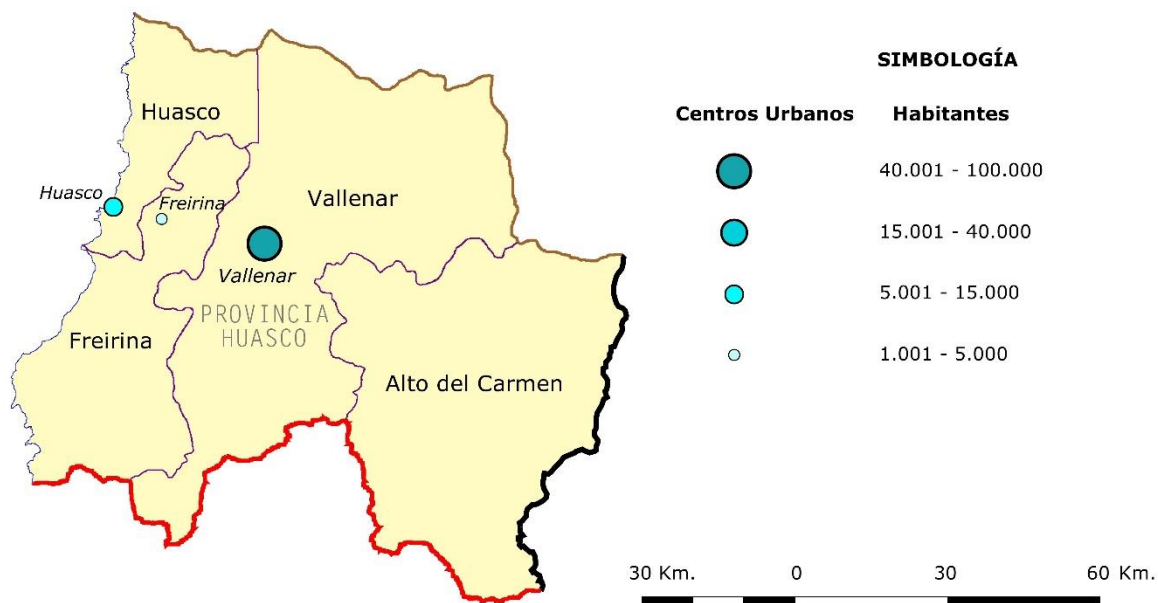 Huasco
Vallenar
Huasco
Freirina
Vallenar
PROVINCIA
HUASCO
Freirina
Alto del Carmen
SIMBOLOGÍA
Centros Urbanos Habitantes
40.001 - 100.000
15.001 - 40.000
5.001 - 15.000
1.001 - 5.000
30 Km. 0 30 60 Km.